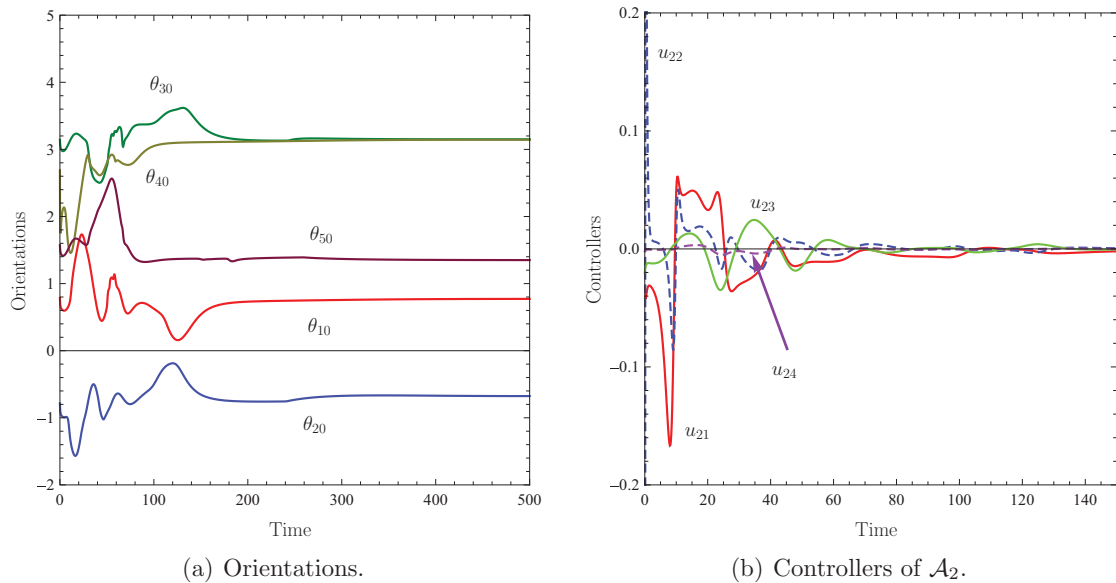 5
4
3
2
1
0
−1
−2
Orientations
θ30
θ40
θ50
θ10
θ20
0
100
200
300
400
500
Time
(a) Orientations.
0.2
0.1
0.0
−0.1
−0.2
Controllers
u22
u23
u24
u21
0
20
40
60
80
100
120
140
Time
(b) Controllers of 𝒜2.